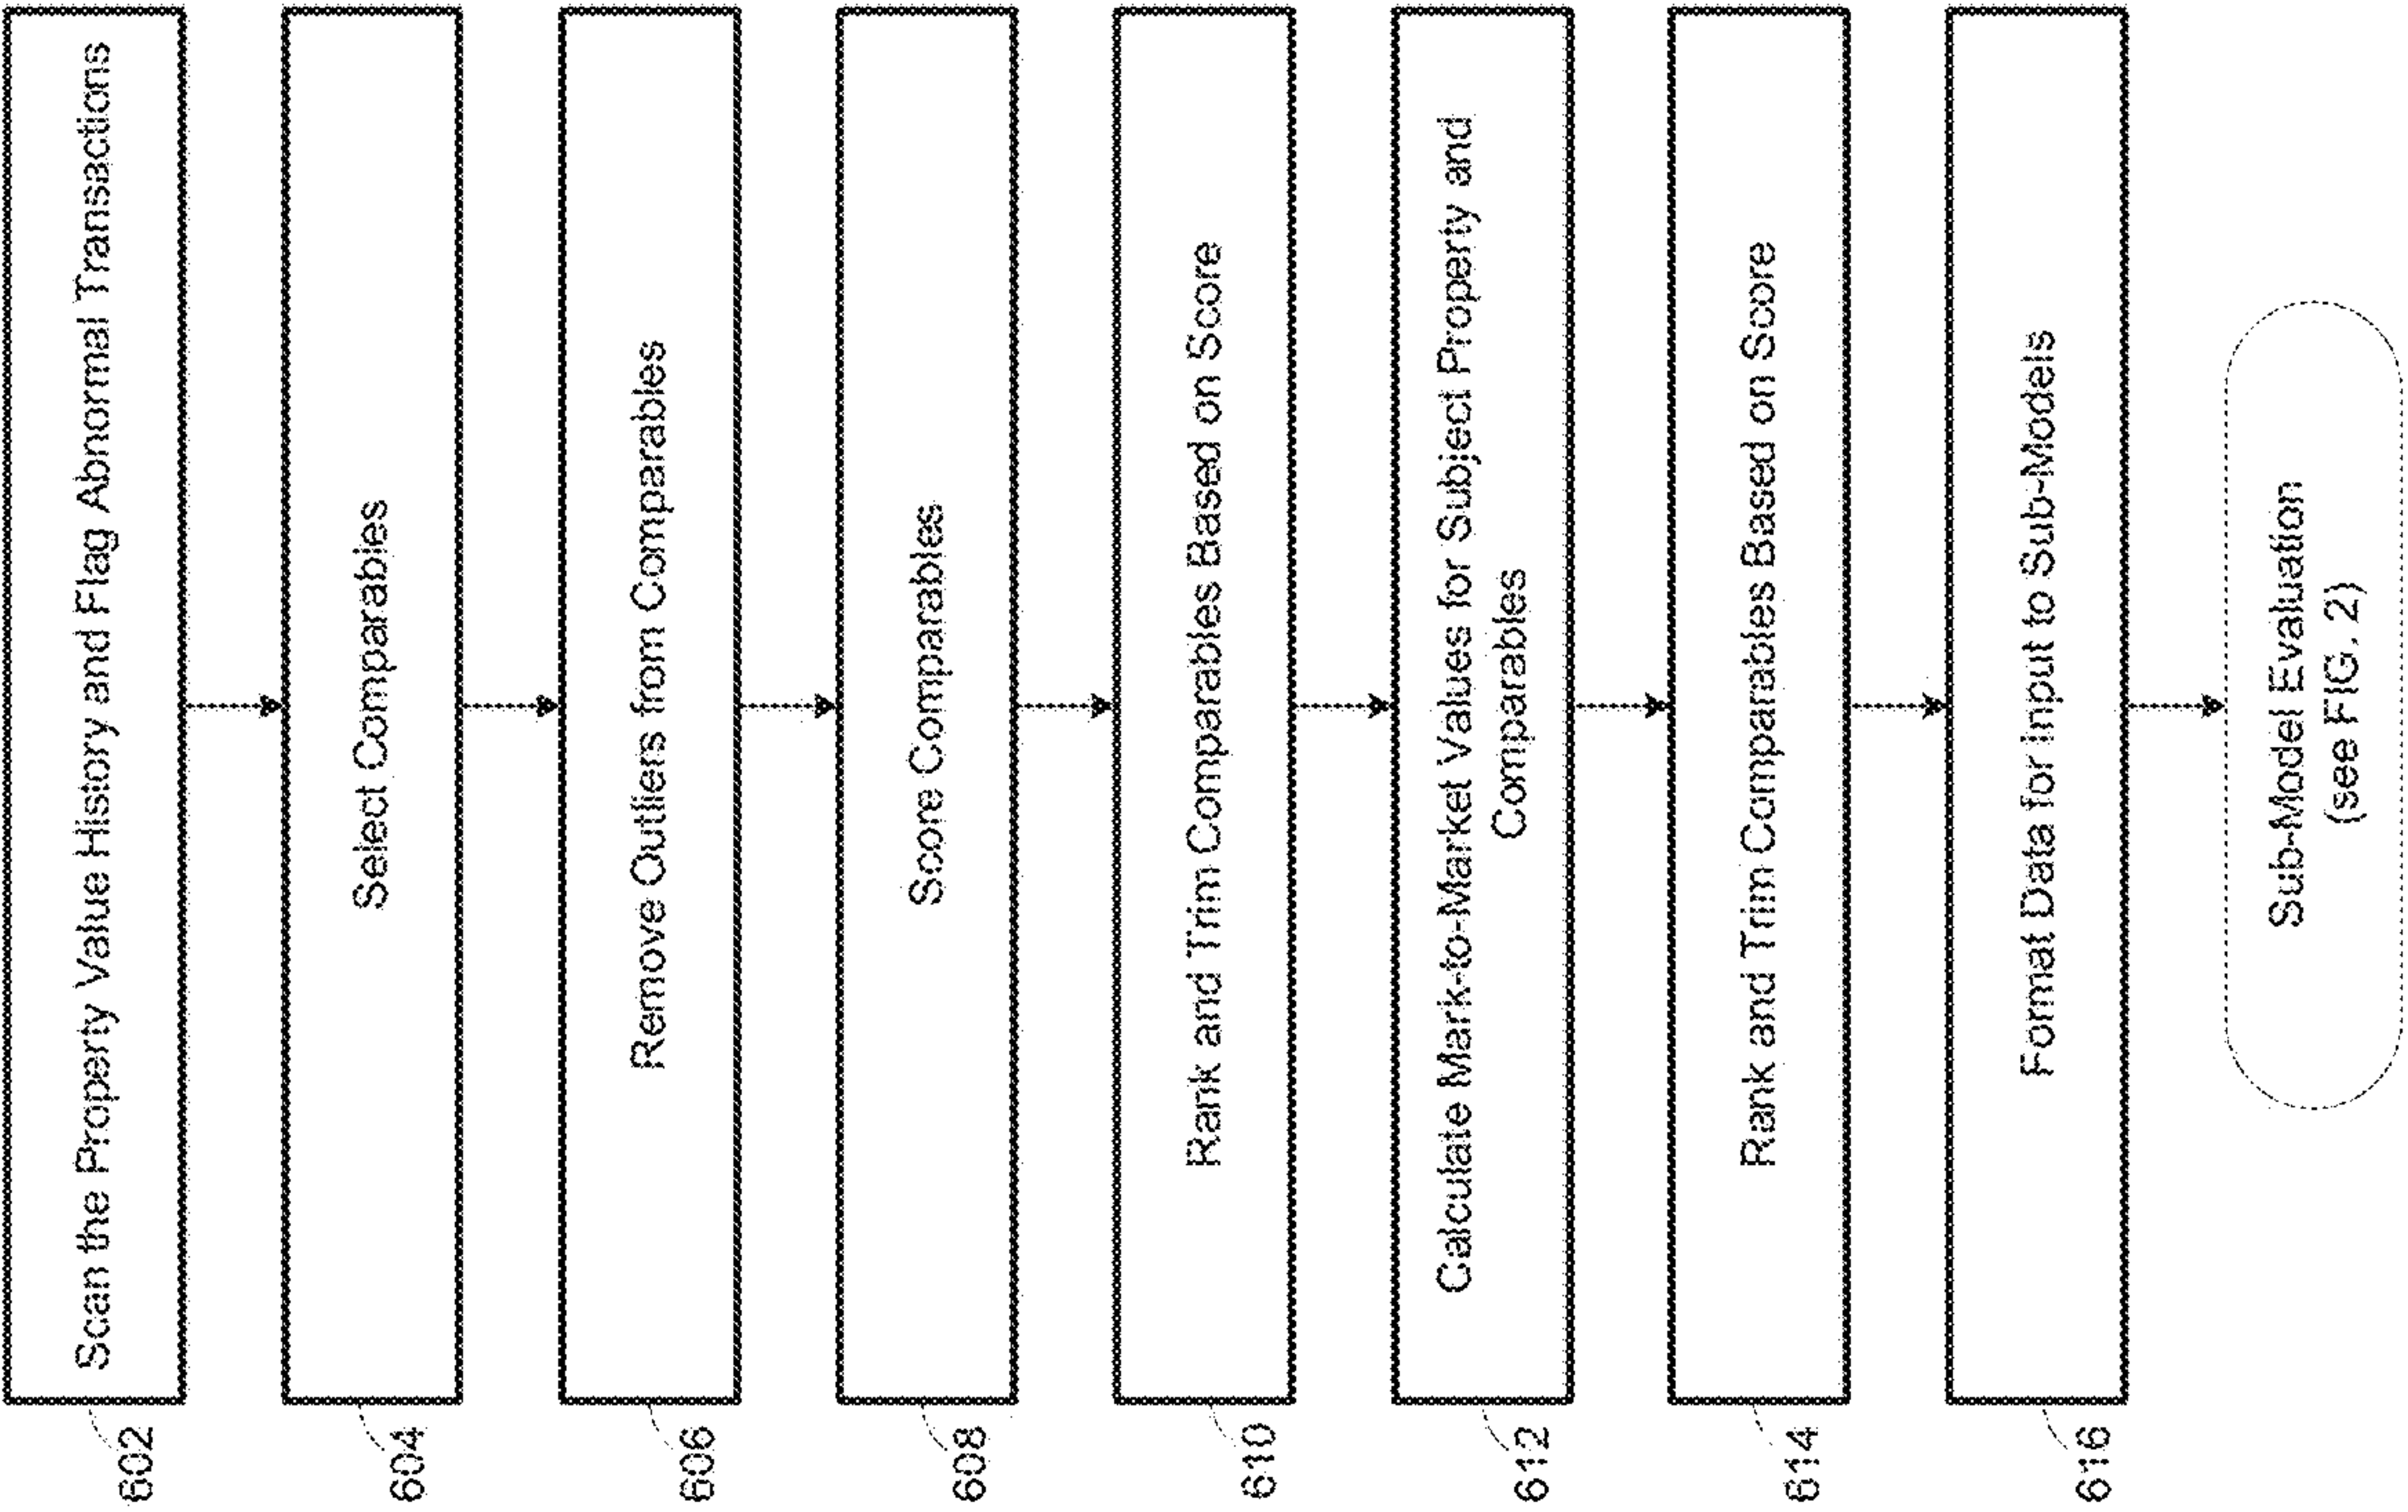 602
Scan the Property Value History and Flag Abnormal Transactions
604
Select Comparables
606
Remove Outliers from Comparables
608
Score Comparables
610
Rank and Trim Comparables Based on Score
612
Calculate Mark-to-Market Values for Subject Property and
Comparables
614
Rank and Trim Comparables Based on Score
616
Format Data for Input to Sub-Models
Sub-Model Evaluation
(see FIG. 2)